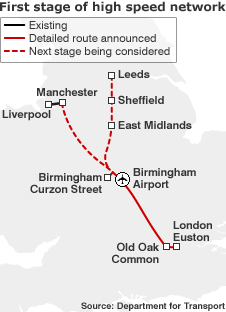 First stage of high speed network
Existing
Detailed route announced
Next stage being considered
Leeds
Manchester
Sheffield
Liverpool
East Midlands
Birmingham
Curzon Street
Birmingham
Airport
London
Euston
Old Oak
Common
Source: Department for Transport